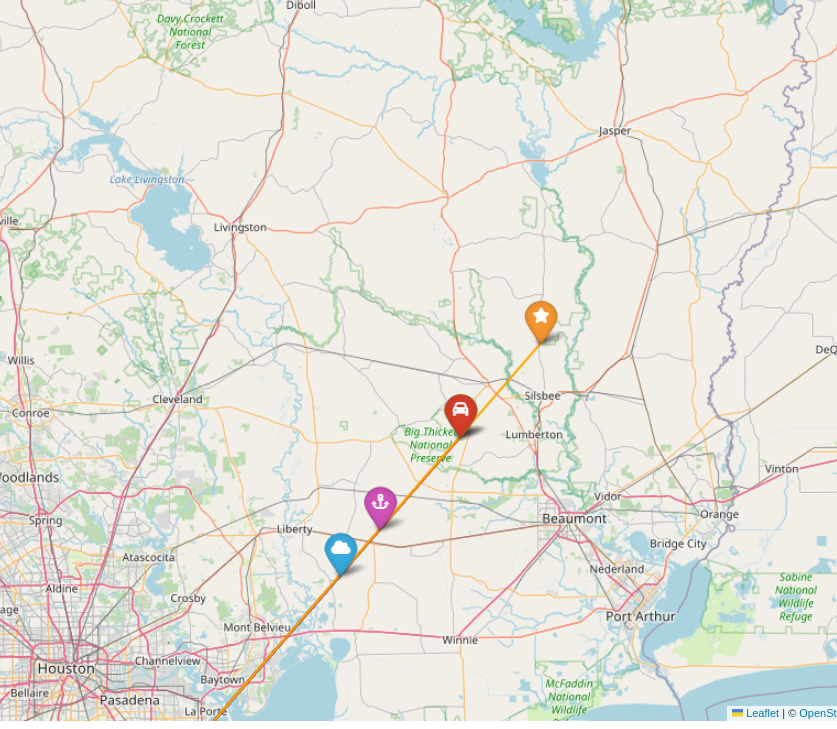 Diboll
Davy Crockett
National
Forest
Jasper
Lake Livingston
ville
Livingston
Willis
DeQ
Cleveland
Silsbee
Conroe
Big Thicket
National
Preserve
Lumberton
Vinton
Woodlands
Vidor
Orange
Spring
Beaumont
Liberty
Bridge City
Atascocita
Nederland
Aldine
Sabine
National
Wildlife
Refuge
Crosby
age
Port Arthur
Mont Belvieu
Winnie
Houston
Channelview
Baytown
Bellaire
Pasadena
La Porte
McFaddin
National
Wildlife
Leaflet | © OpenSt